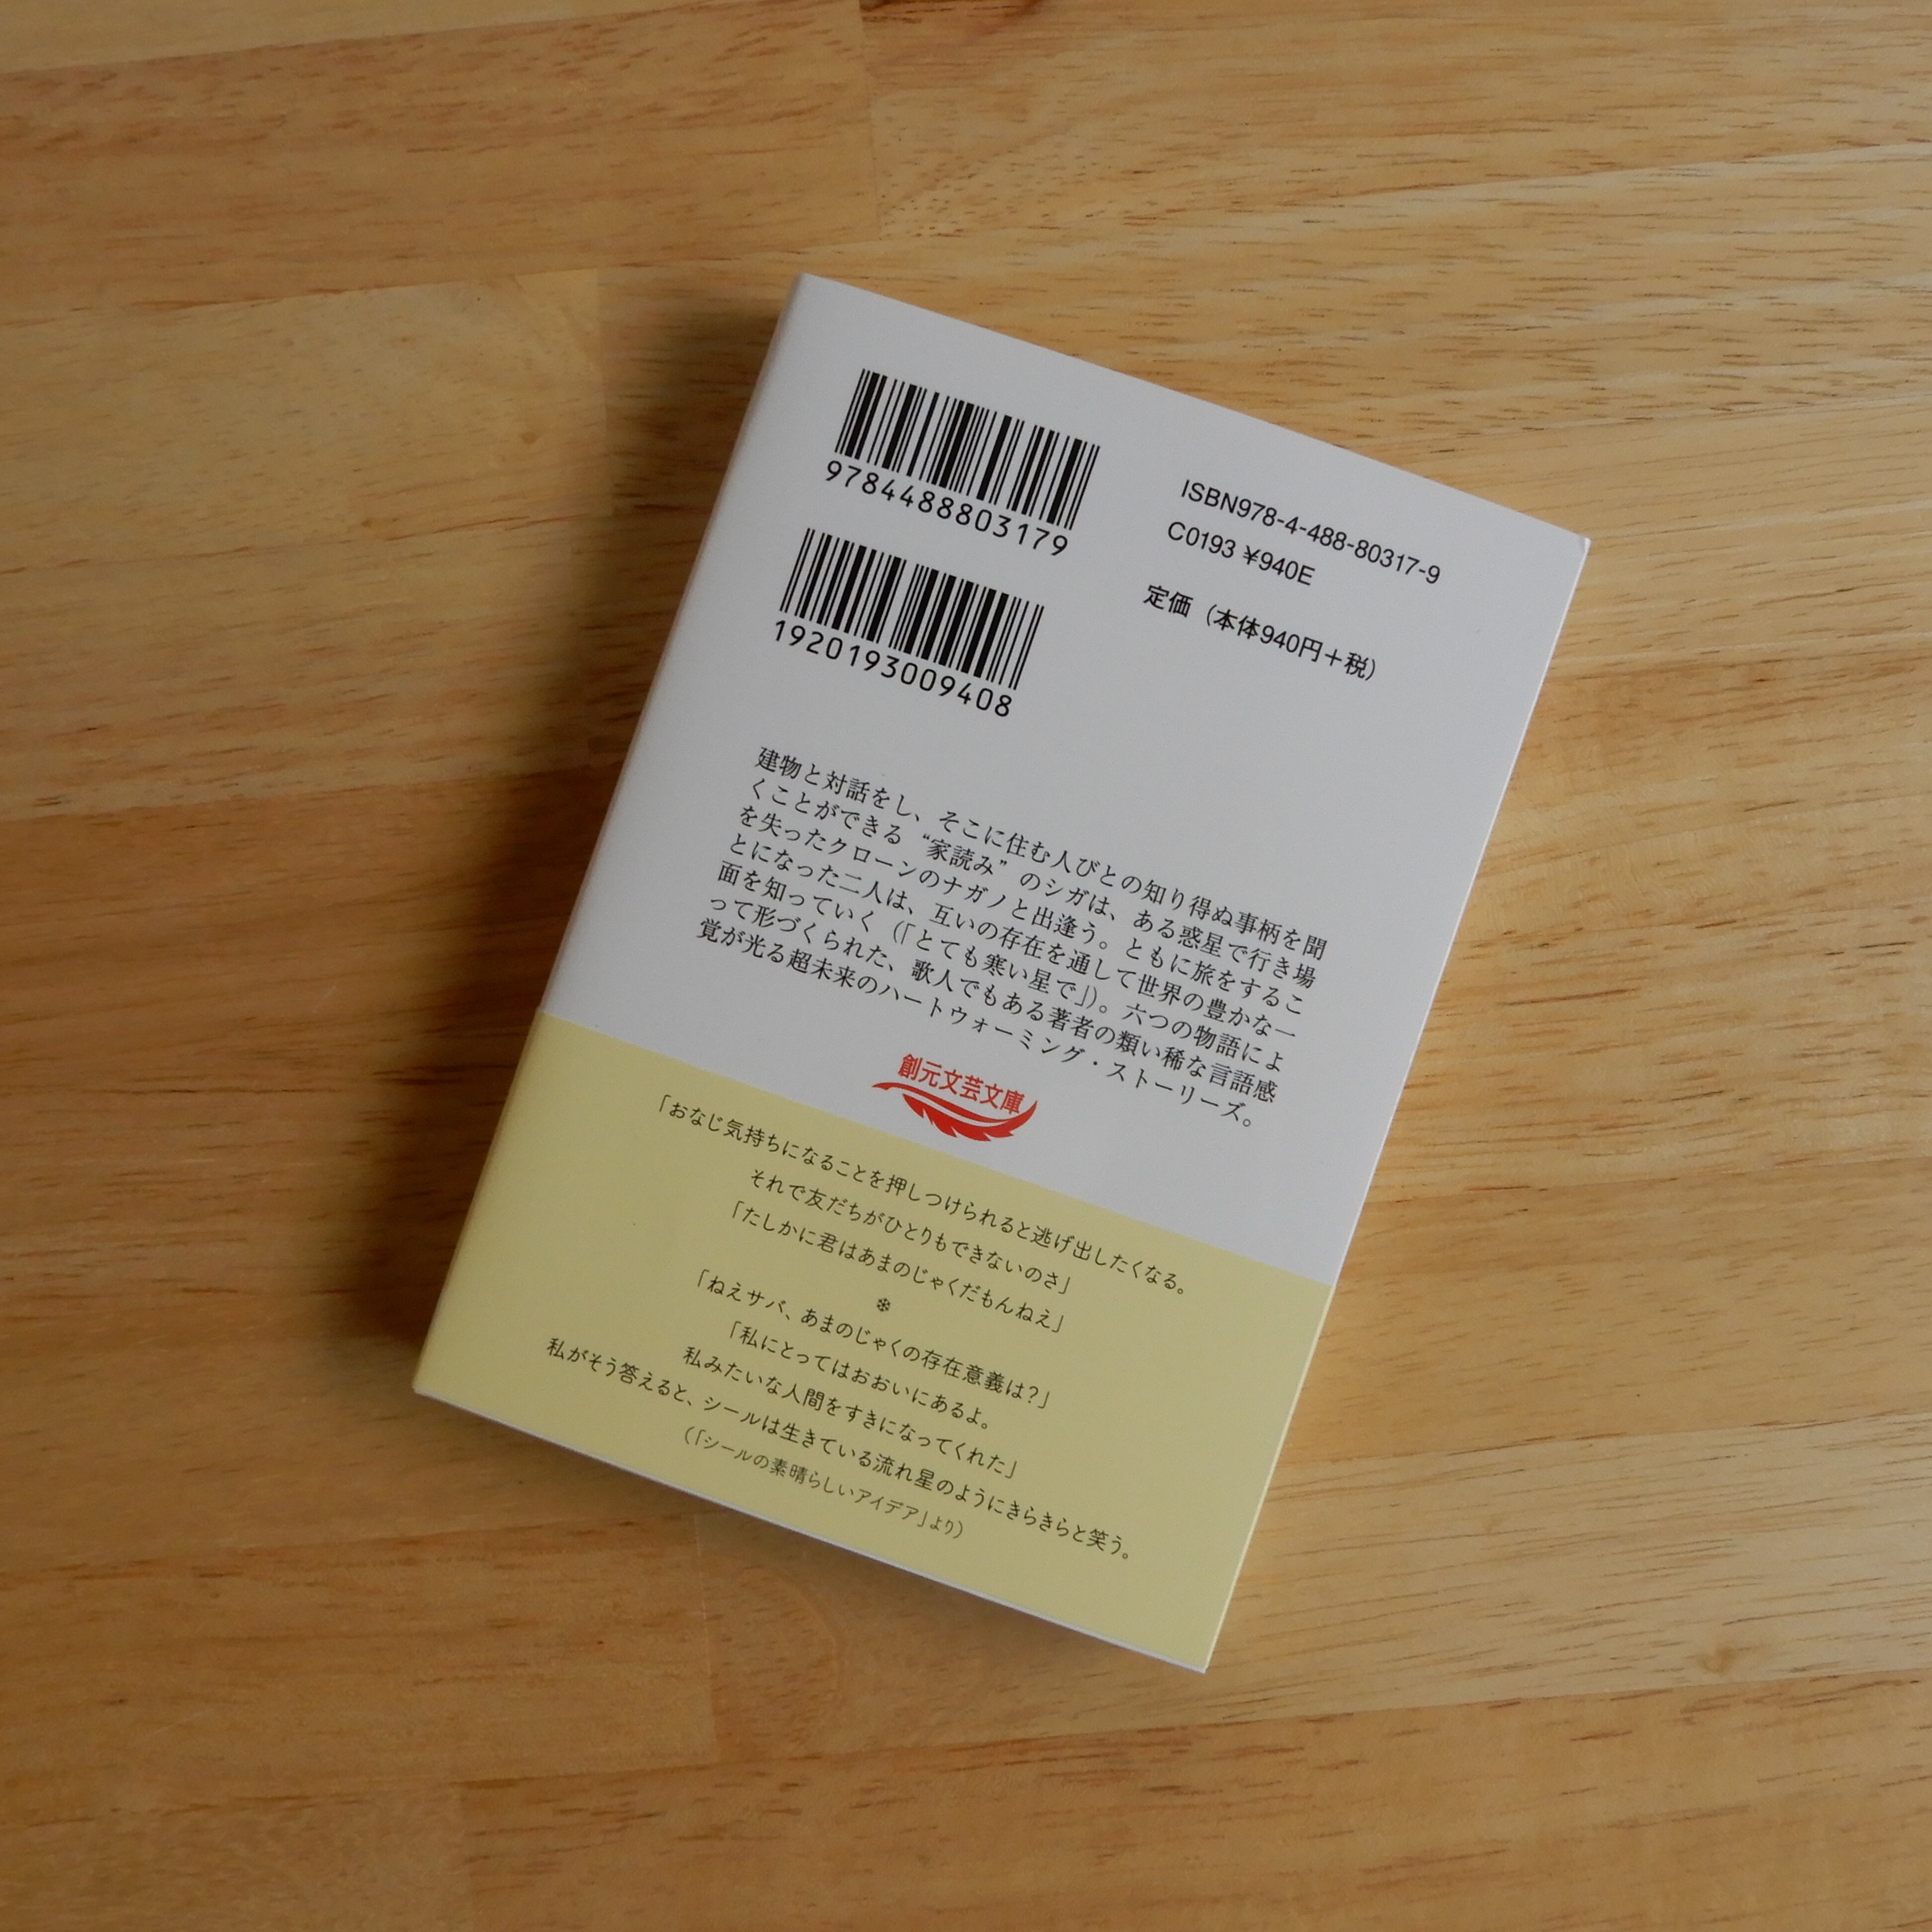 9784488803179
1920193009408
ISBN978-4-488-80317-9
C0193 ¥940E
定価（本体940円＋税）
建物と対話をし、そこに住む人びとの知り得ぬ事柄を聞
くことができる“家読み”のシガは、ある惑星で行き場
を失ったクローンのナガノと出逢う。ともに旅をするこ
とになった二人は、互いの存在を通して世界の豊かな一
面を知っていく（「とても寒い星で」）。六つの物語によ
って形づくられた、歌人でもある著者の類い稀な言語感
覚が光る超未来のハートウォーミング・ストーリーズ。
創元文芸文庫
「おなじ気持ちになることを押しつけられると逃げ出したくなる。
それで友だちがひとりもできないのさ」
「たしかに君はあまのじゃくだもんねえ」
❄
「ねえサバ、あまのじゃくの存在意義は？」
「私にとってはおおいにあるよ。
私みたいな人間をすきになってくれた」
私がそう答えると、シールは生きている流れ星のようにきらきらと笑う。
（「シールの素晴らしいアイデア」より）